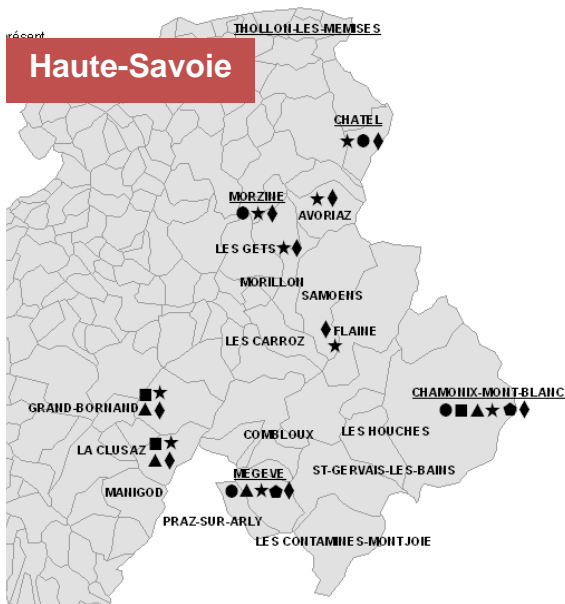 THOLLON-LES-MEMISES
Haute-Savoie
CHATEL
MORZINE
AVORIAZ
LES GETS
MORILLON
SAMOENS
FLAINE
LES CARROZ
CHAMONIX-MONT-BLANC
GRAND-BORNAND
LES HOUCHES
COMBLOUX
LA CLUSAZ
ST-GERVAIS-LES-BAINS
MEGEVE
MANIGOD
PRAZ-SUR-ARLY
LES CONTAMINES-MONTJOIE